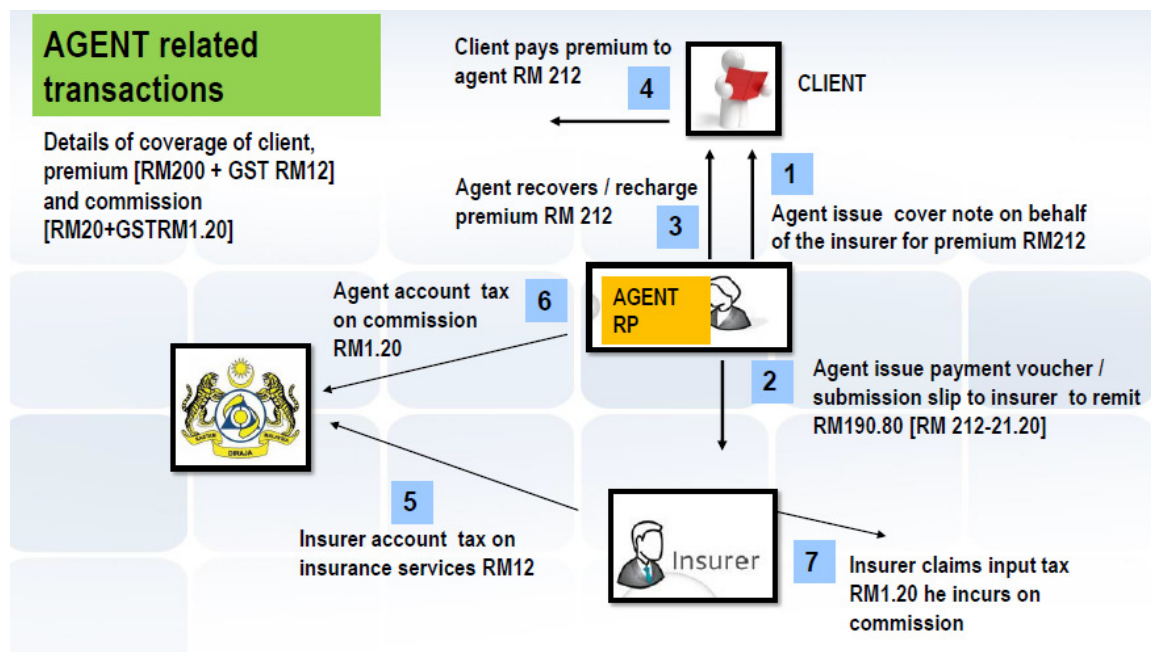 AGENT related
transactions
Details of coverage of client,
premium [RM200 + GST RM12]
and commission
[RM20+GSTRM1.20]
Client pays premium to
agent RM 212
4
CLIENT
1
Agent issue cover note on behalf
of the insurer for premium RM212
Agent recovers / recharge
premium RM 212
3
AGENT
RP
6
Agent account tax
on commission
RM1.20
2
Agent issue payment voucher /
submission slip to insurer to remit
RM190.80 [RM 212-21.20]
DIRAJA
5
Insurer account tax on
insurance services RM12
Insurer
7
Insurer claims input tax
RM1.20 he incurs on
commission